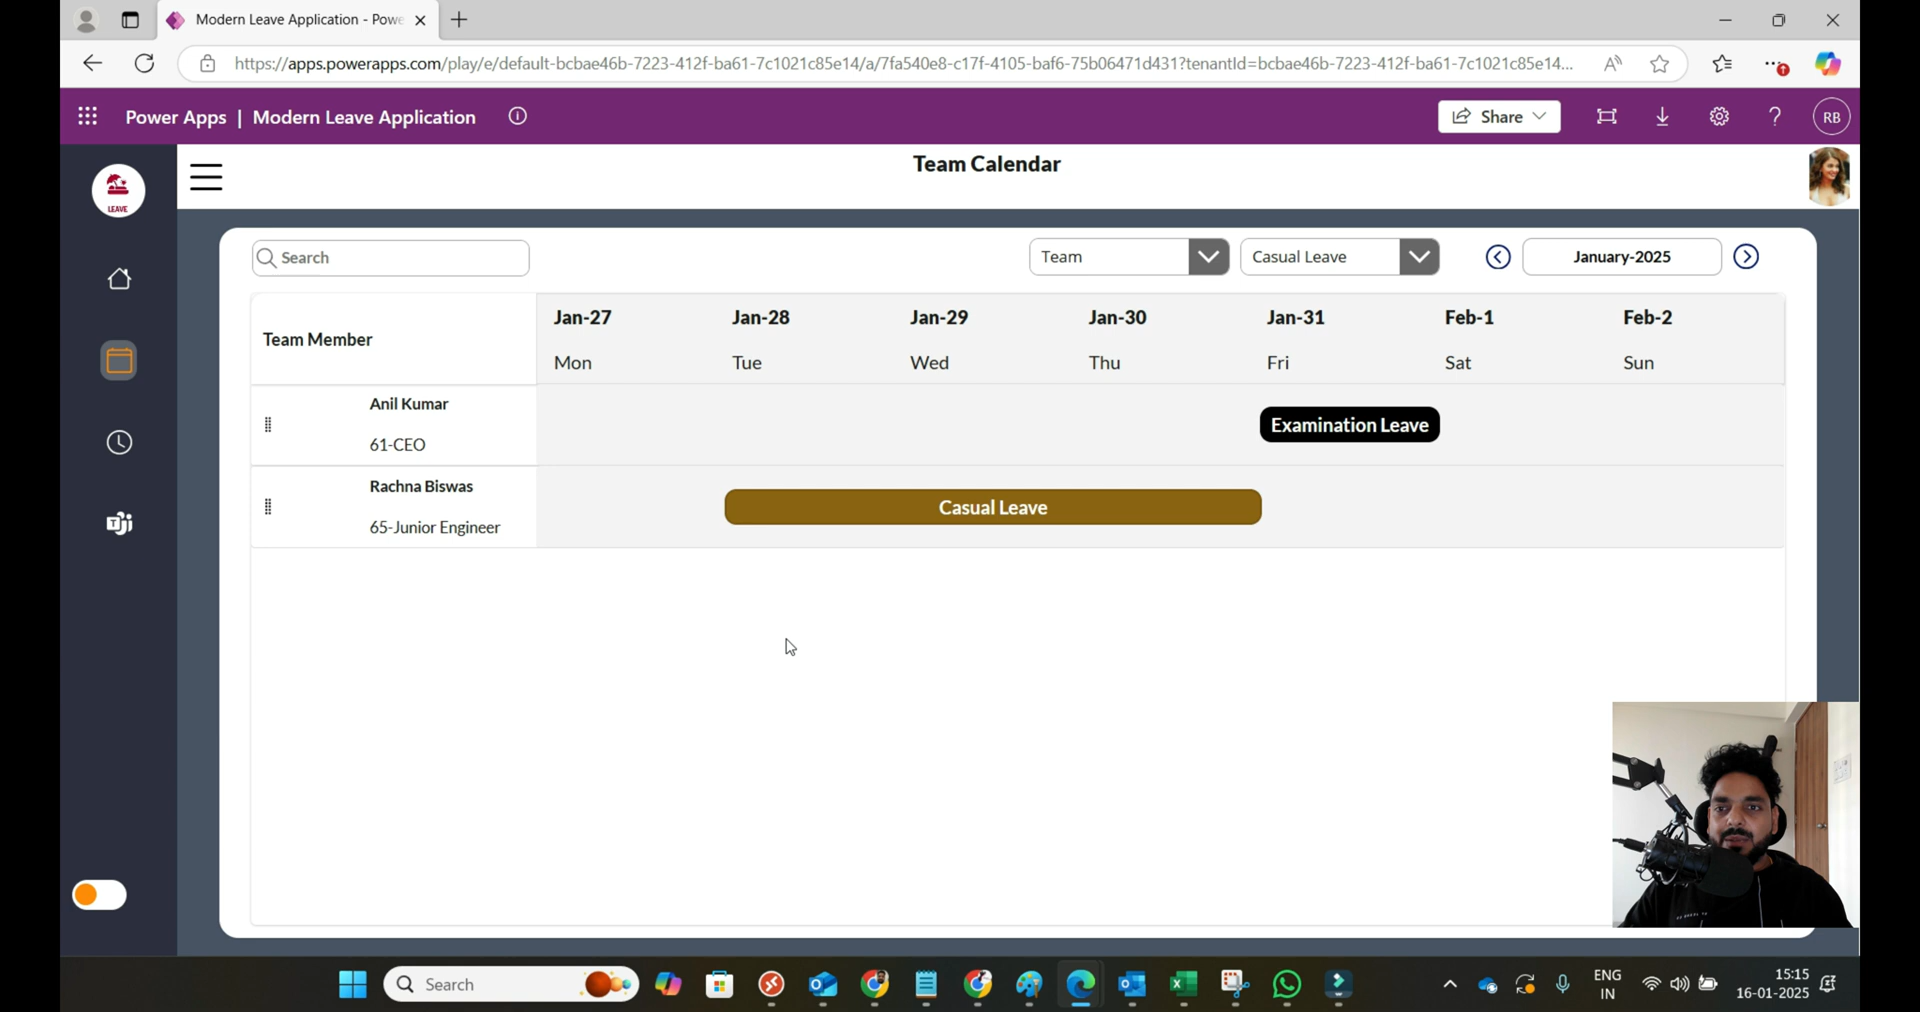 Modern Leave Application - Powe
https://apps.powerapps.com/play/e/default-bcbae46b-7223-412f-ba61-7c1021c85e14/a/7fa540e8-c17f-4105-baf6-75b06471d431?tenantId=bcbae46b-7223-412f-ba61-7c1021c85e14...
Power Apps | Modern Leave Application
Share
RB
LEAVE
Team Calendar
Search
Team
Casual Leave
January-2025
Team Member
Jan-27 Jan-28 Jan-29 Jan-30 Jan-31 Feb-1 Feb-2
Mon Tue Wed Thu Fri Sat Sun
Anil Kumar
61-CEO
Examination Leave
Rachna Biswas
65-Junior Engineer
Casual Leave
Search
ENG
IN
15:15
16-01-2025